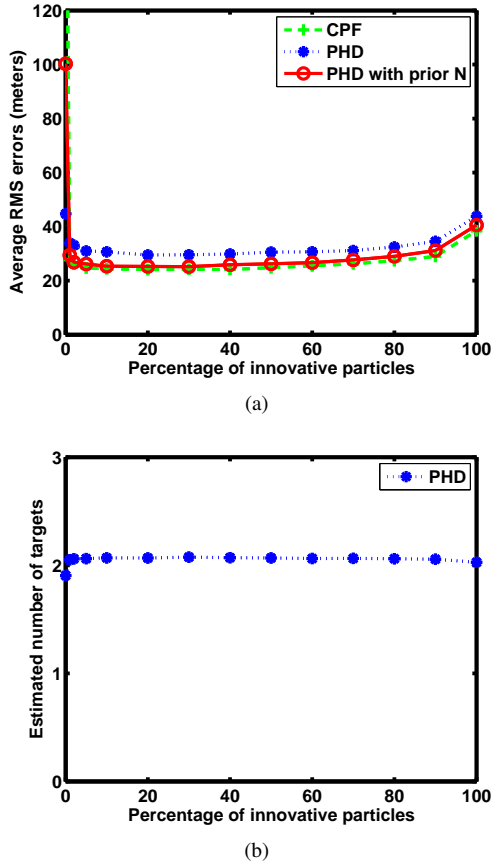 120
100
80
60
40
20
0
Average RMS errors (meters)
CPF
PHD
PHD with prior N
0 20 40 60 80 100
Percentage of innovative particles
(a)
3
2
1
0
Estimated number of targets
PHD
0 20 40 60 80 100
Percentage of innovative particles
(b)